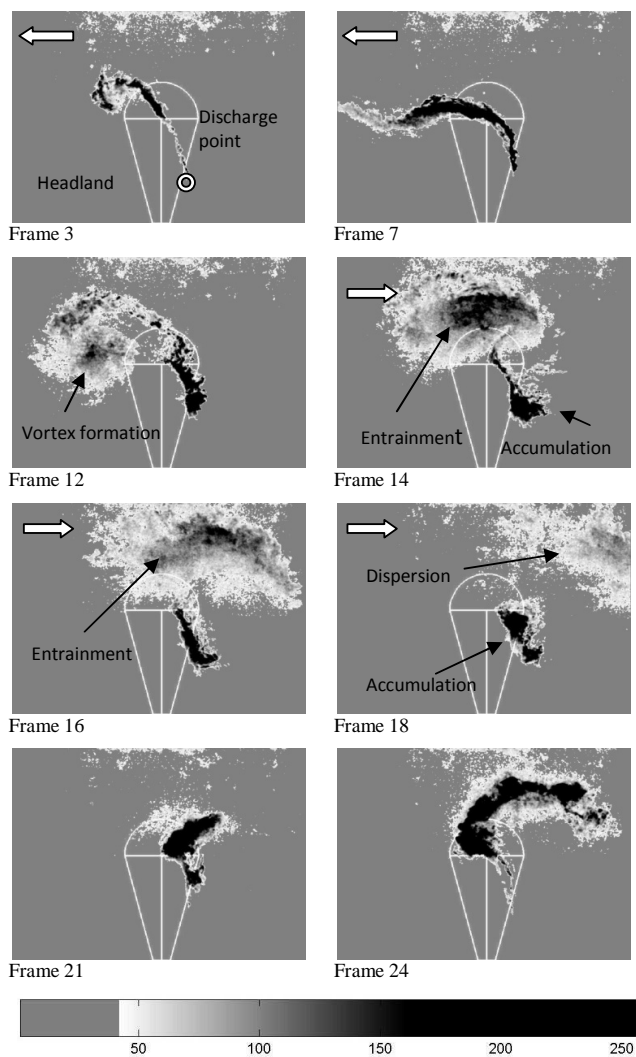 Discharge
point
Headland
Frame 3
Frame 7
Vortex formation
Frame 12
Entrainment
Accumulation
Frame 14
Entrainment
Frame 16
Dispersion
Accumulation
Frame 18
Frame 21
Frame 24
50 100 150 200 250